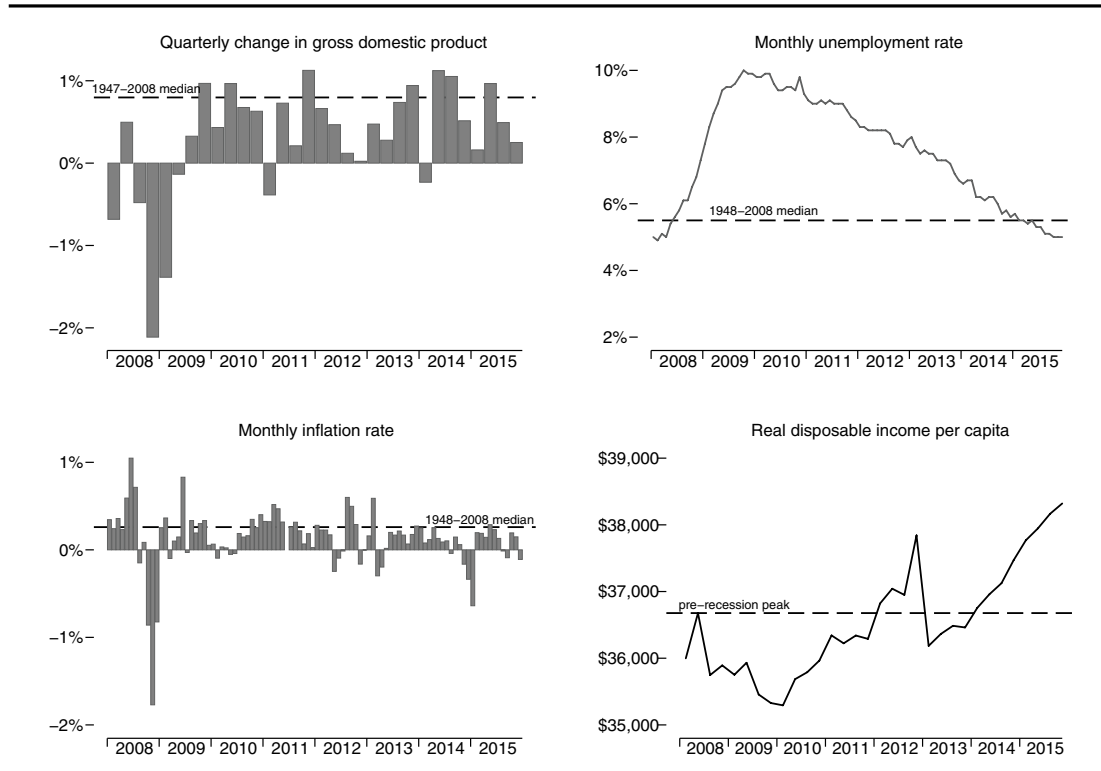 Quarterly change in gross domestic product
1%
1947–2008 median
0%
−1%
−2%
2008 2009 2010 2011 2012 2013 2014 2015
Monthly unemployment rate
10%
8%
6%
1948–2008 median
4%
2%
2008 2009 2010 2011 2012 2013 2014 2015
Monthly inflation rate
1%
1948–2008 median
0%
−1%
−2%
2008 2009 2010 2011 2012 2013 2014 2015
Real disposable income per capita
$39,000
$38,000
$37,000
pre−recession peak
$36,000
$35,000
2008 2009 2010 2011 2012 2013 2014 2015